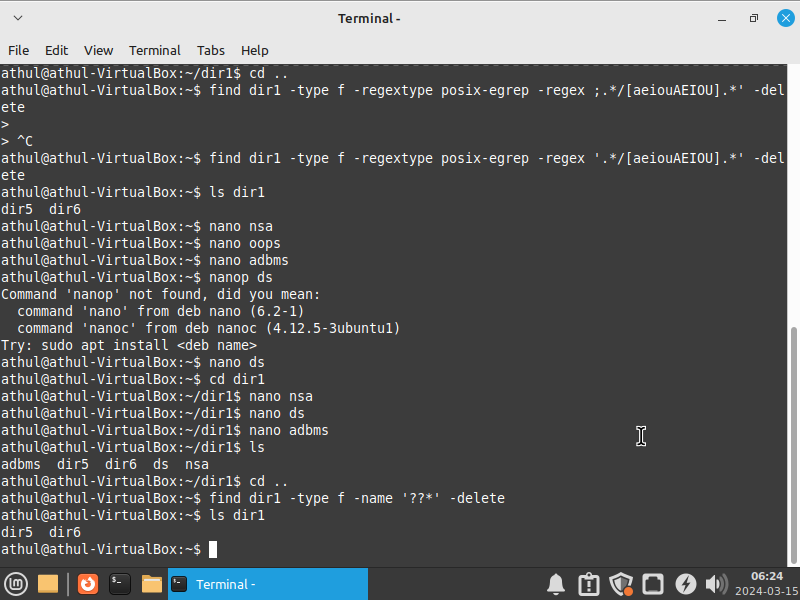 Terminal -
File Edit View Terminal Tabs Help
athul@athul-VirtualBox:~/dir1$ cd ..
athul@athul-VirtualBox:~$ find dir1 -type f -regextype posix-egrep -regex ;.*/[aeiouAEIOU].*' -del
ete
>
> ^C
athul@athul-VirtualBox:~$ find dir1 -type f -regextype posix-egrep -regex '.*/[aeiouAEIOU].*' -del
ete
athul@athul-VirtualBox:~$ ls dir1
dir5  dir6
athul@athul-VirtualBox:~$ nano nsa
athul@athul-VirtualBox:~$ nano oops
athul@athul-VirtualBox:~$ nano adbms
athul@athul-VirtualBox:~$ nanop ds
Command 'nanop' not found, did you mean:
  command 'nano' from deb nano (6.2-1)
  command 'nanoc' from deb nanoc (4.12.5-3ubuntu1)
Try: sudo apt install <deb name>
athul@athul-VirtualBox:~$ nano ds
athul@athul-VirtualBox:~$ cd dir1
athul@athul-VirtualBox:~/dir1$ nano nsa
athul@athul-VirtualBox:~/dir1$ nano ds
athul@athul-VirtualBox:~/dir1$ nano adbms
athul@athul-VirtualBox:~/dir1$ ls
adbms  dir5  dir6  ds  nsa
athul@athul-VirtualBox:~/dir1$ cd ..
athul@athul-VirtualBox:~$ find dir1 -type f -name '??*' -delete
athul@athul-VirtualBox:~$ ls dir1
dir5  dir6
athul@athul-VirtualBox:~$
Terminal -
06:24
2024-03-15